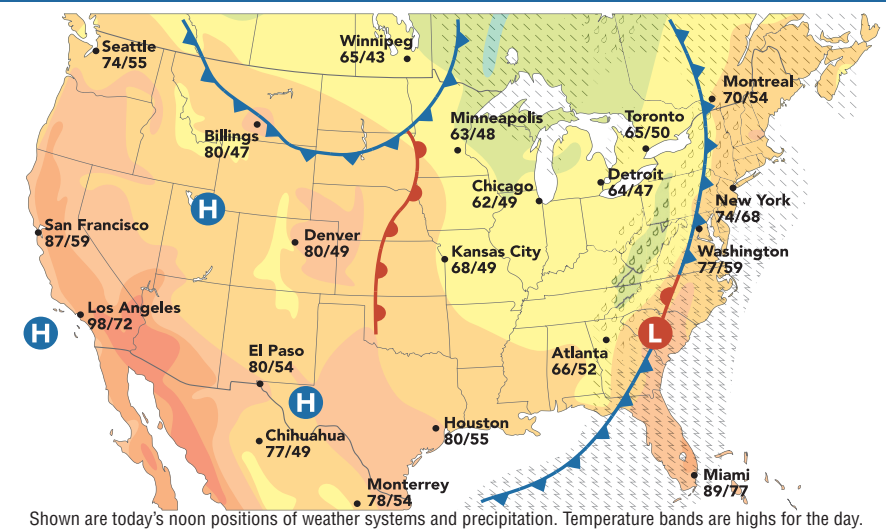 Seattle
74/55
Winnipeg
65/43
Montreal
70/54
Minneapolis
63/48
Toronto
65/50
Billings
80/47
Chicago
62/49
Detroit
64/47
H
New York
74/68
San Francisco
87/59
Denver
80/49
Kansas City
68/49
Washington
77/59
Los Angeles
98/72
H
L
El Paso
80/54
Atlanta
66/52
H
Chihuahua
77/49
Houston
80/55
Monterrey
78/54
Miami
89/77
Shown are today’s noon positions of weather systems and precipitation. Temperature bands are highs for the day.